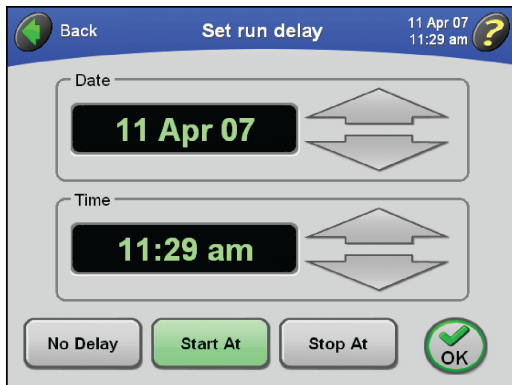 Back
Set run delay
11 Apr 07
11:29 am
?
Date
11 Apr 07
Time
11:29 am
No Delay
Start At
Stop At
OK